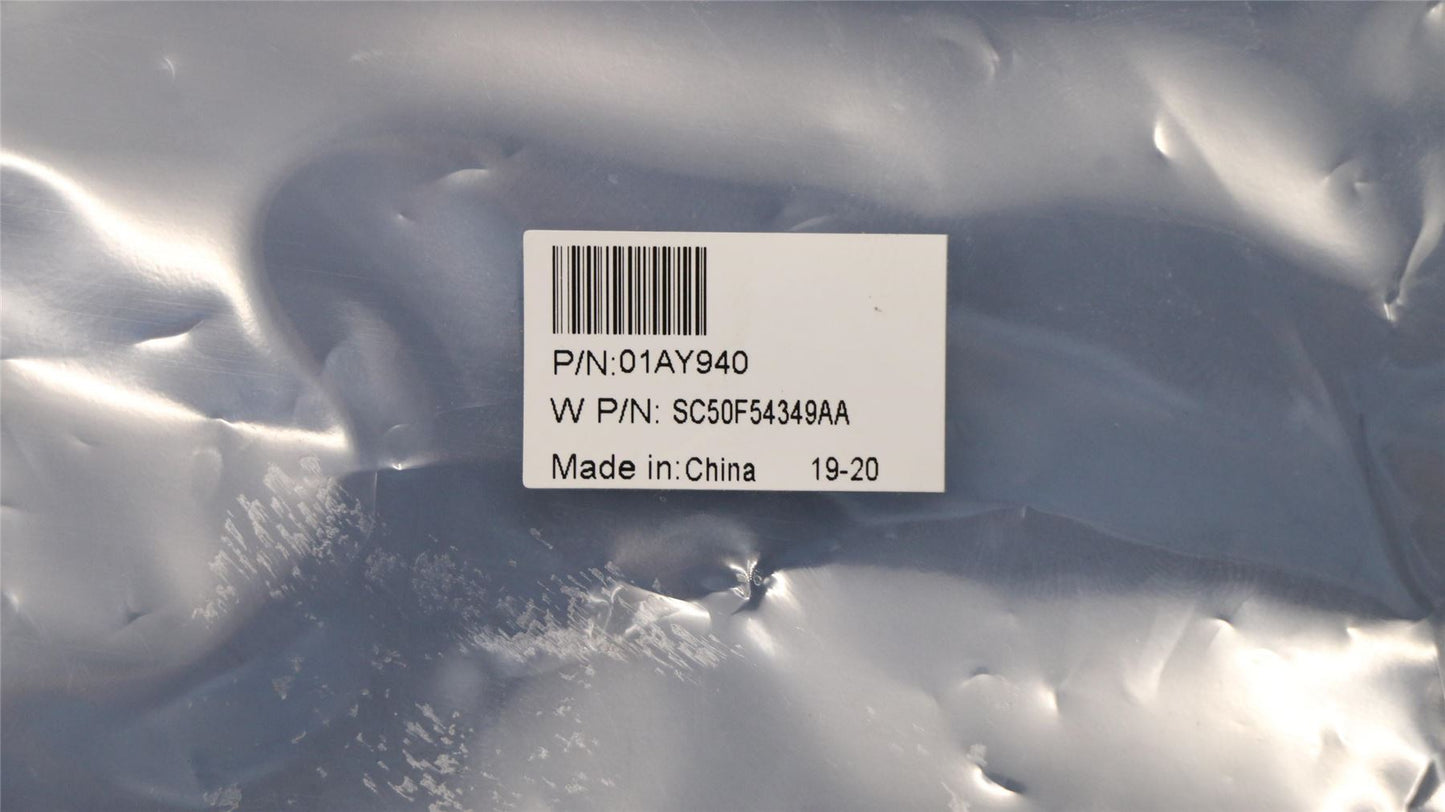 P/N:01AY940
W P/N: SC50F54349AA
Made in:China 19-20